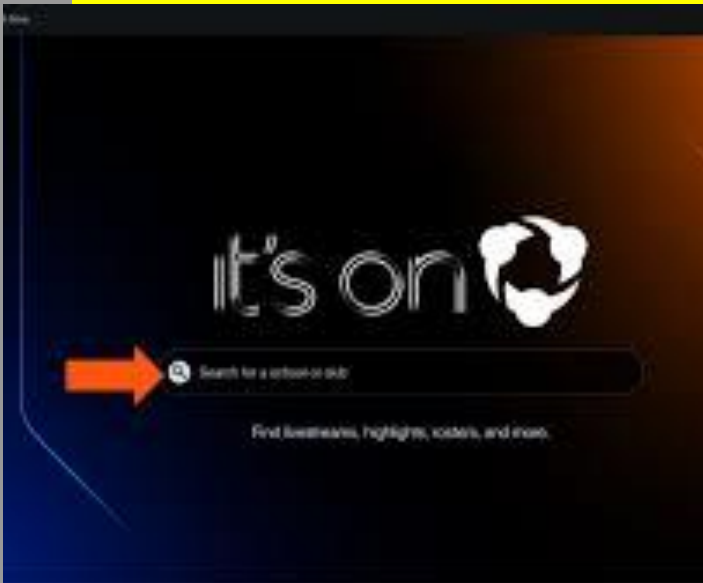 it's on
Search for a school or club
Find livestreams, highlights, rosters, and more.